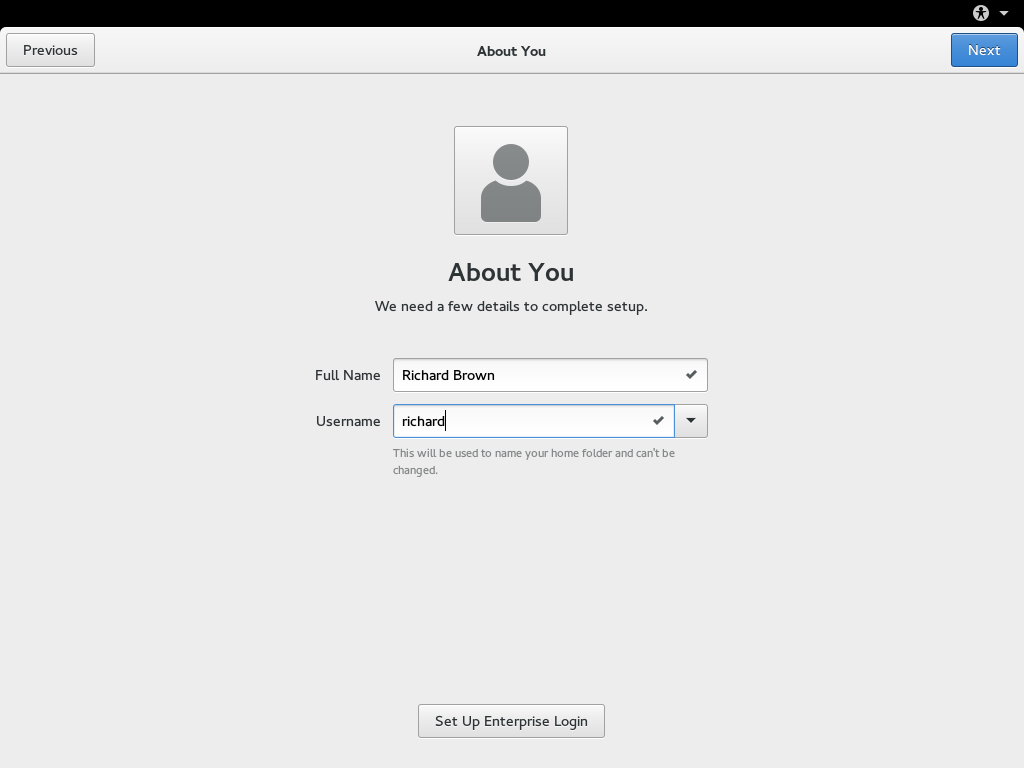 Previous
About You
Next
About You
We need a few details to complete setup.
Full Name
Richard Brown
Username
richard
This will be used to name your home folder and can't be
changed.
Set Up Enterprise Login